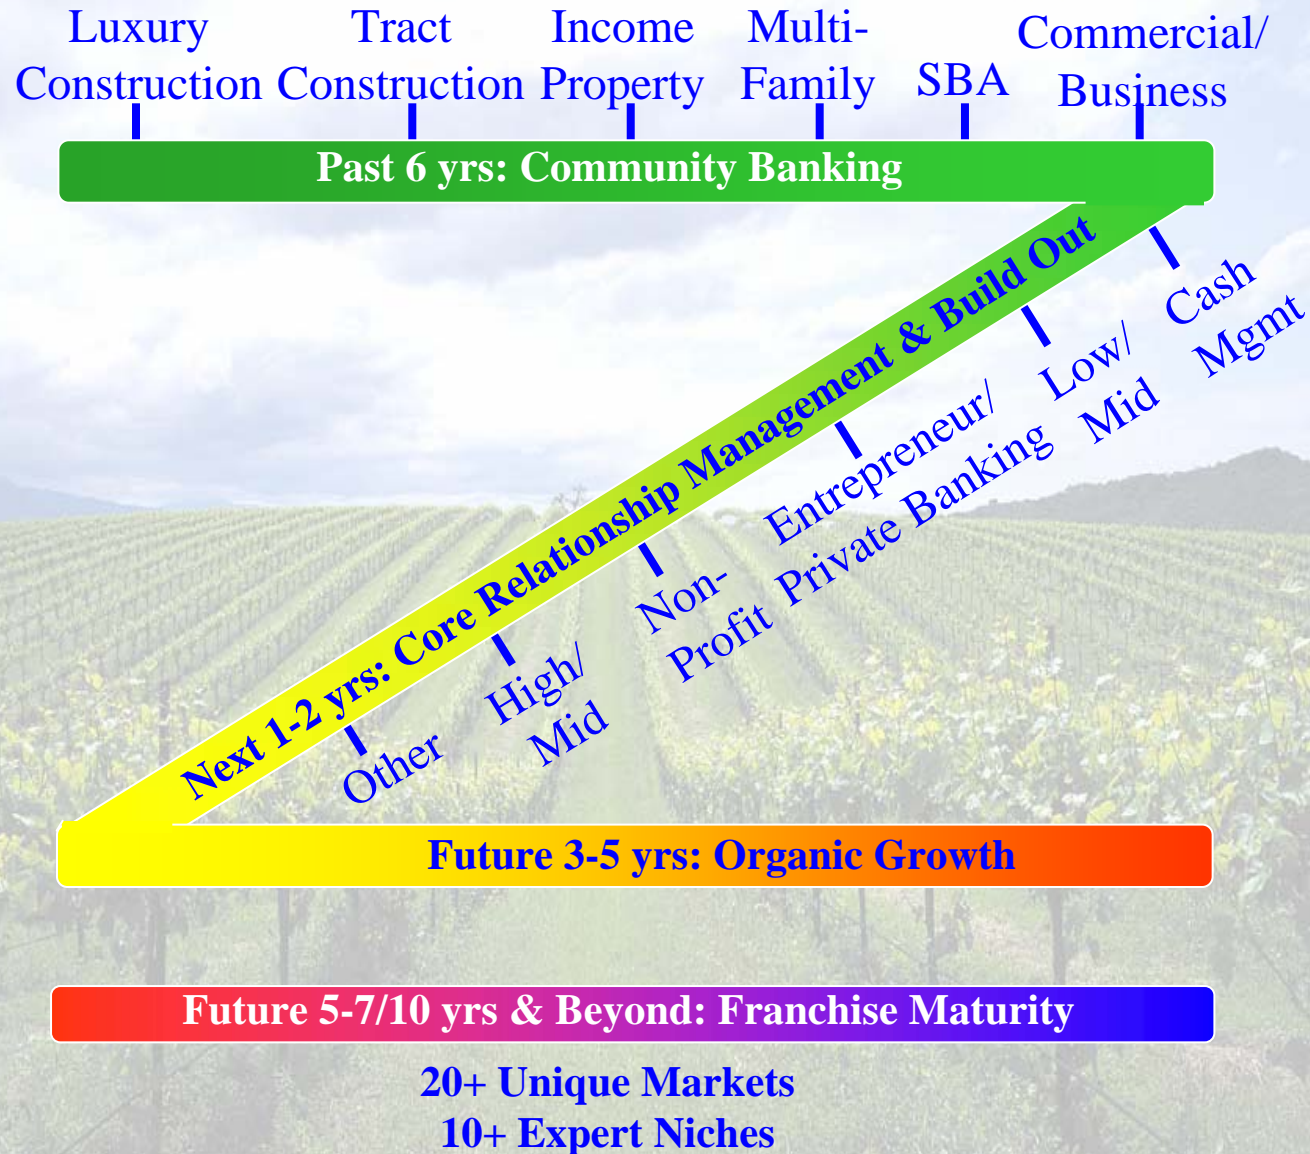 Luxury
Construction
Tract
Construction
Income
Property
Multi-
Family
SBA
Commercial/
Business
Past 6 yrs: Community Banking
Next 1-2 yrs: Core Relationship Management & Build Out
Cash
Mgmt
Low/
Mid
Entrepreneur/
Private Banking
Non-
Profit
High/
Mid
Other
Future 3-5 yrs: Organic Growth
Future 5-7/10 yrs & Beyond: Franchise Maturity
20+ Unique Markets
10+ Expert Niches